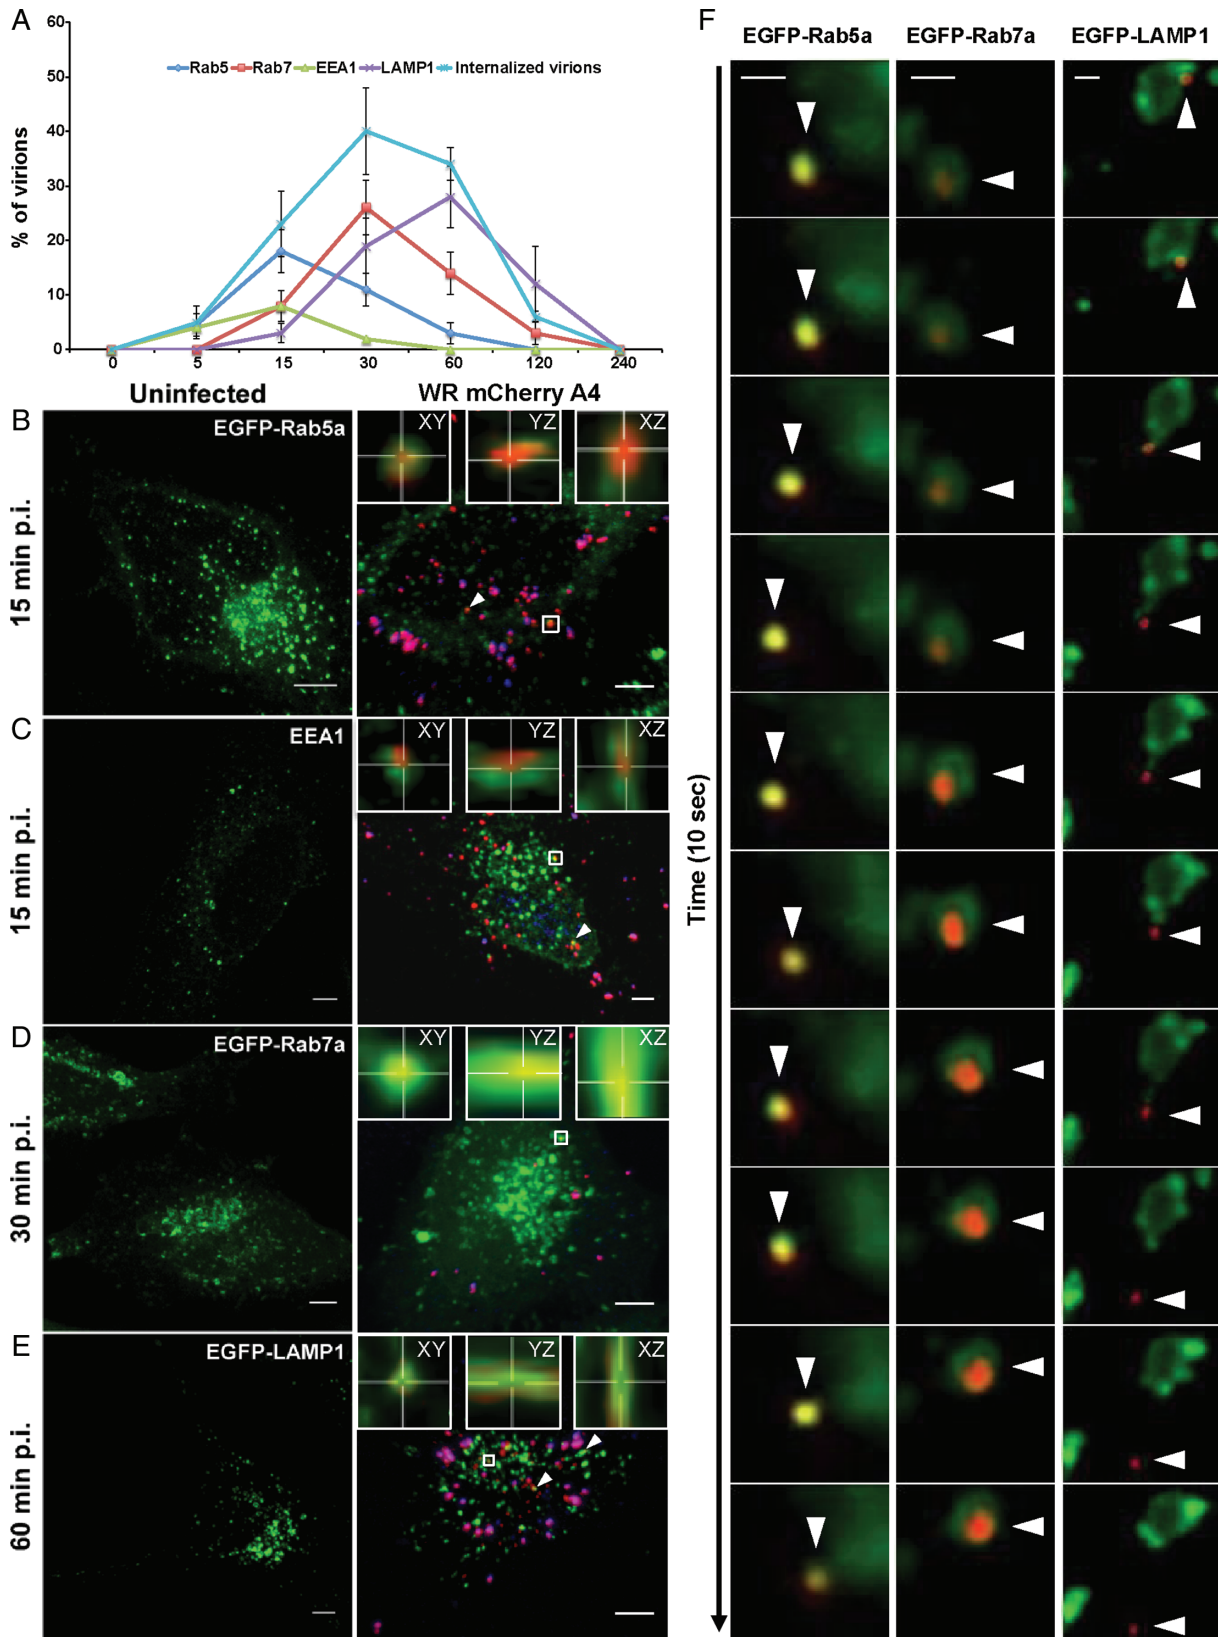 A
60
50
40
30
20
10
0
% of virions
Rab5 Rab7 EEA1 LAMP1 Internalized virions
0 5 15 30 60 120 240
Uninfected WR mCherry A4
B
15 min p.i.
EGFP-Rab5a
XY YZ XZ
C
15 min p.i.
EEA1
XY YZ XZ
D
30 min p.i.
EGFP-Rab7a
XY YZ XZ
E
60 min p.i.
EGFP-LAMP1
XY YZ XZ
F
EGFP-Rab5a EGFP-Rab7a EGFP-LAMP1
Time (10 sec)